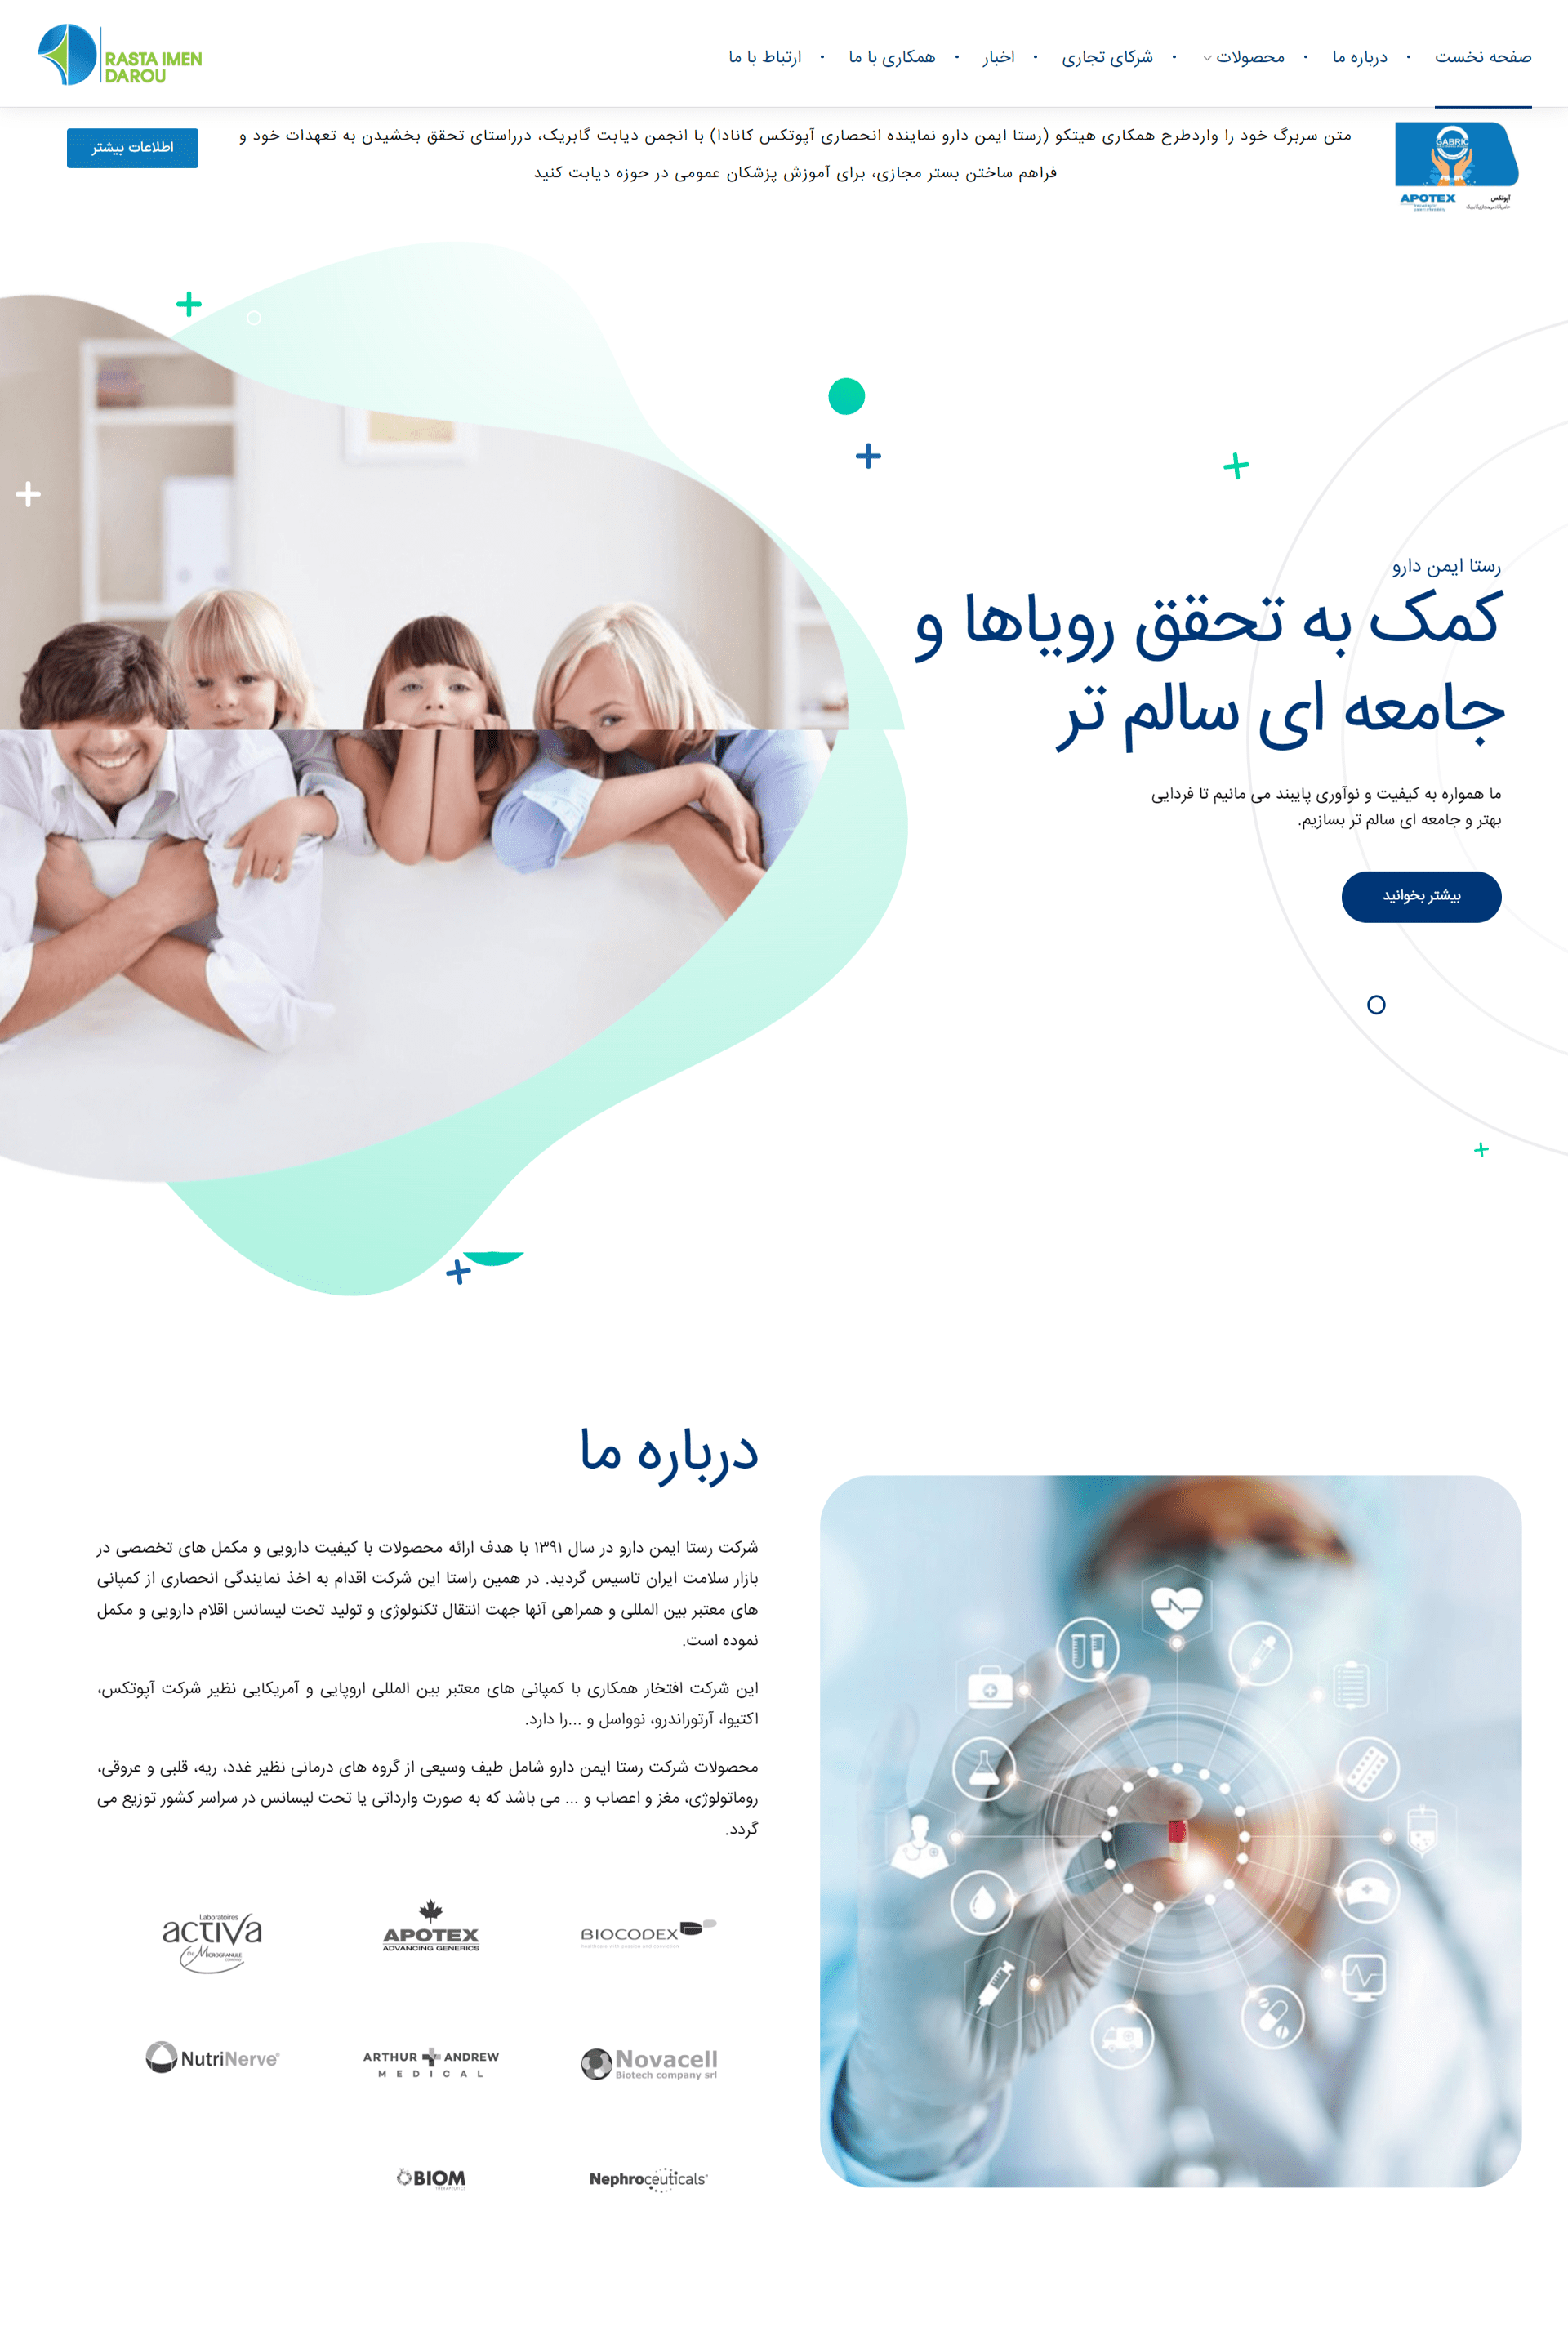 صفحه نخست
درباره ما
محصولات
شرکای تجاری
اخبار
همکاری با ما
ارتباط با ما
RASTA IMEN
DAROU
GABRIC
APOTEX
آپوتکس
متن سربرگ خود را واردطرح همکاری هیتکو (رستا ایمن دارو نماینده انحصاری آپوتکس کانادا) با انجمن دیابت گابریک، درراستای تحقق بخشیدن به تعهدات خود و
فراهم ساختن بستر مجازی، برای آموزش پزشکان عمومی در حوزه دیابت کنید
اطلاعات بیشتر
رستا ایمن دارو
کمک به تحقق رویاها و
جامعه ای سالم تر
ما همواره به کیفیت و نوآوری پایبند می مانیم تا فردایی
بهتر و جامعه ای سالم تر بسازیم.
بیشتر بخوانید
درباره ما
شرکت رستا ایمن دارو در سال ۱۳۹۱ با هدف ارائه محصولات با کیفیت دارویی و مکمل های تخصصی در
بازار سلامت ایران تاسیس گردید. در همین راستا این شرکت اقدام به اخذ نمایندگی انحصاری از کمپانی
های معتبر بین المللی و همراهی آنها جهت انتقال تکنولوژی و تولید تحت لیسانس اقلام دارویی و مکمل
نموده است.
این شرکت افتخار همکاری با کمپانی های معتبر بین المللی اروپایی و آمریکایی نظیر شرکت آپوتکس،
اکتیوا، آرتوراندرو، نوواسل و ...را دارد.
محصولات شرکت رستا ایمن دارو شامل طیف وسیعی از گروه های درمانی نظیر غدد، ریه، قلبی و عروقی،
روماتولوژی، مغز و اعصاب و ... می باشد که به صورت وارداتی یا تحت لیسانس در سراسر کشور توزیع می
گردد.
BIOCODEX
APOTEX
ADVANCING GENERICS
Laboratoires
activa
the MICROGRANULE
Novacell
Biotech company srl
ARTHUR ANDREW
MEDICAL
NutriNerve®
Nephroceuticals
BIOM
THERAPEUTICS